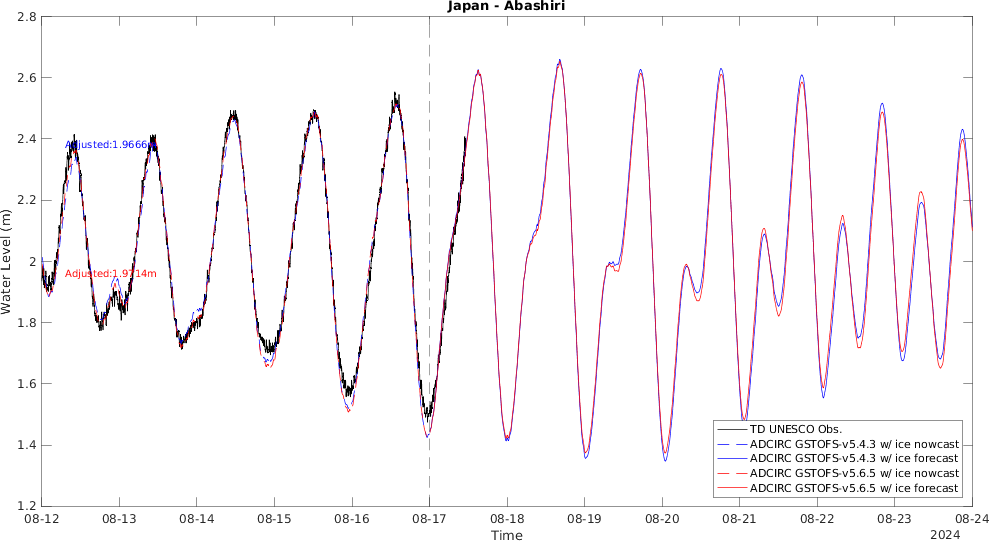 Japan - Abashiri
2.8
2.6
2.4
2.2
2
1.8
1.6
1.4
1.2
Water Level (m)
Adjusted:1.9666m
Adjusted:1.9714m
TD UNESCO Obs.
ADCIRC GSTOFS-v5.4.3 w/ ice nowcast
ADCIRC GSTOFS-v5.4.3 w/ ice forecast
ADCIRC GSTOFS-v5.6.5 w/ ice nowcast
ADCIRC GSTOFS-v5.6.5 w/ ice forecast
08-12 08-13 08-14 08-15 08-16 08-17 08-18 08-19 08-20 08-21 08-22 08-23 08-24
Time
2024